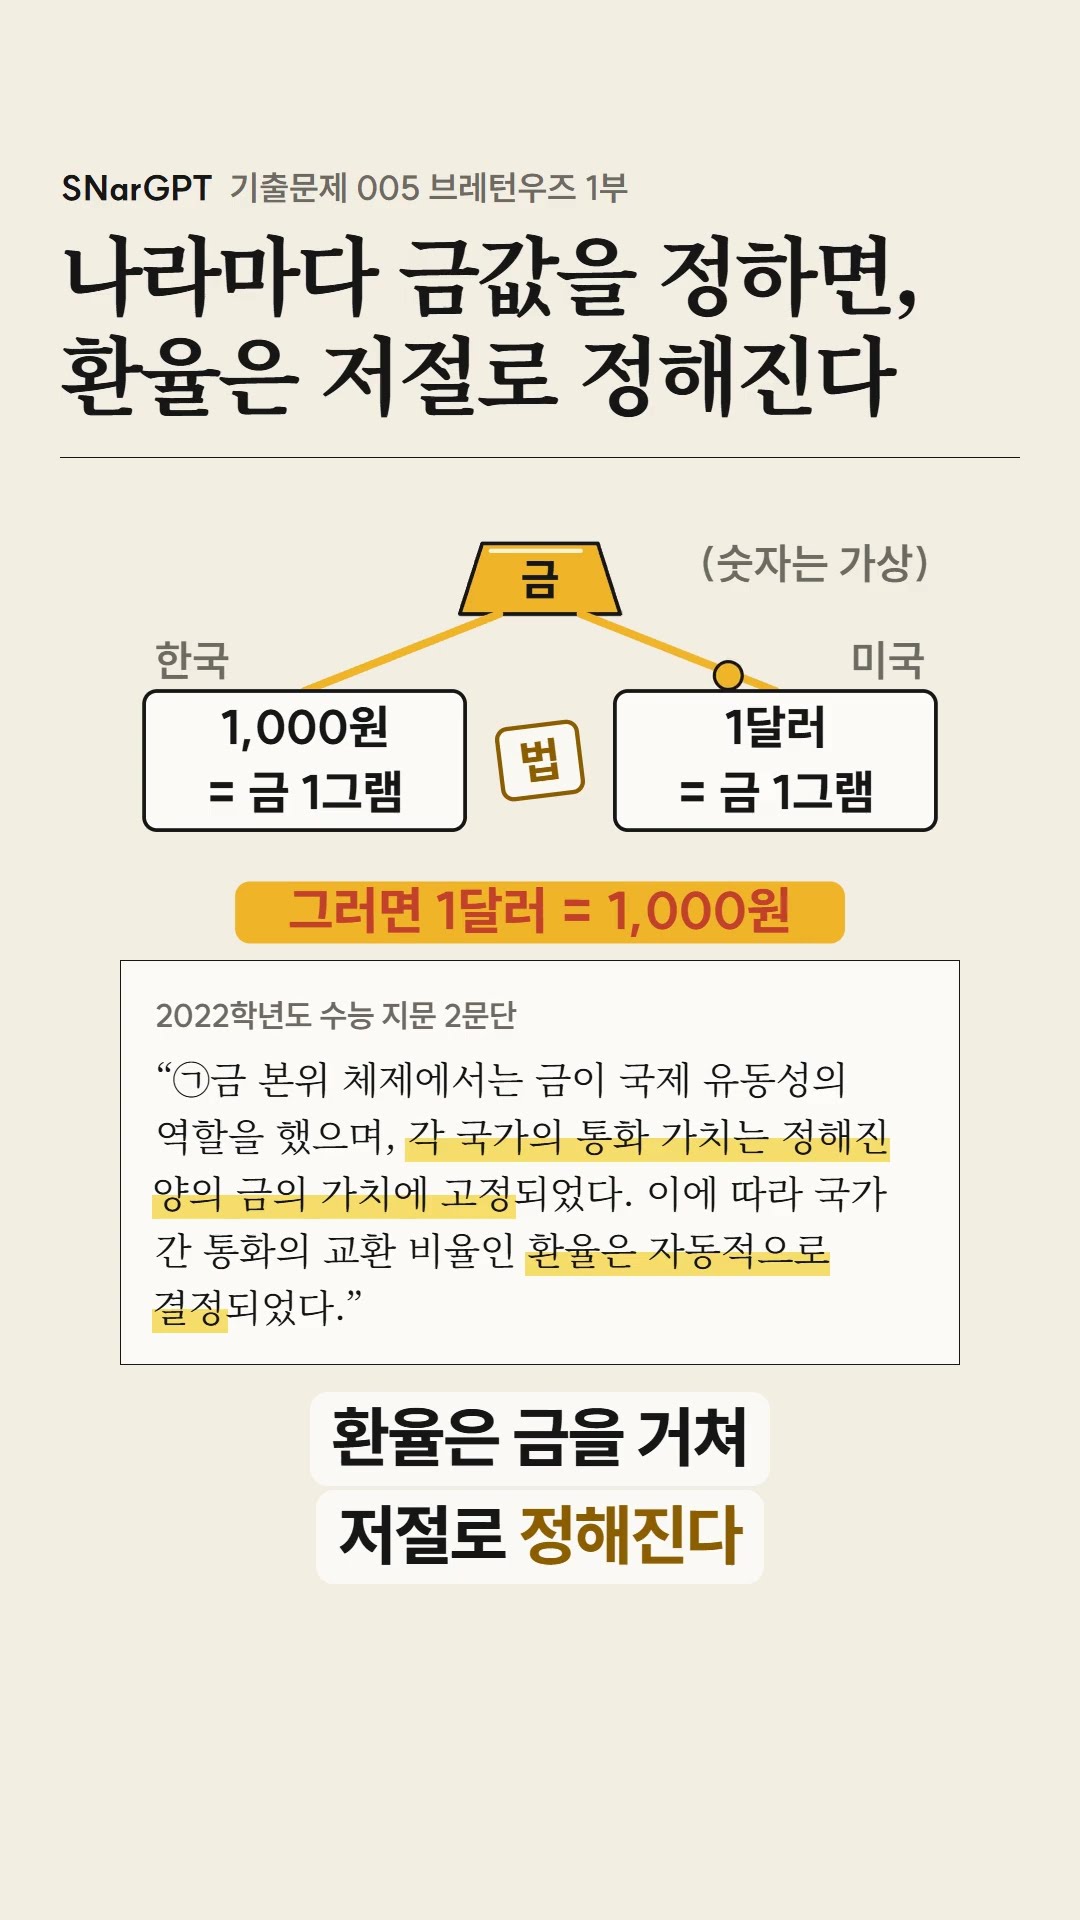 SNarGPT 기출문제 005 브레턴우즈 1부
나라마다 금값을 정하면,
환율은 저절로 정해진다
금
(숫자는 가상)
한국
미국
1,000원
= 금 1그램
법
1달러
= 금 1그램
그러면 1달러 = 1,000원
2022학년도 수능 지문 2문단
“㉠금 본위 체제에서는 금이 국제 유동성의
역할을 했으며, 각 국가의 통화 가치는 정해진
양의 금의 가치에 고정되었다. 이에 따라 국가
간 통화의 교환 비율인 환율은 자동적으로
결정되었다.”
환율은 금을 거쳐
저절로 정해진다